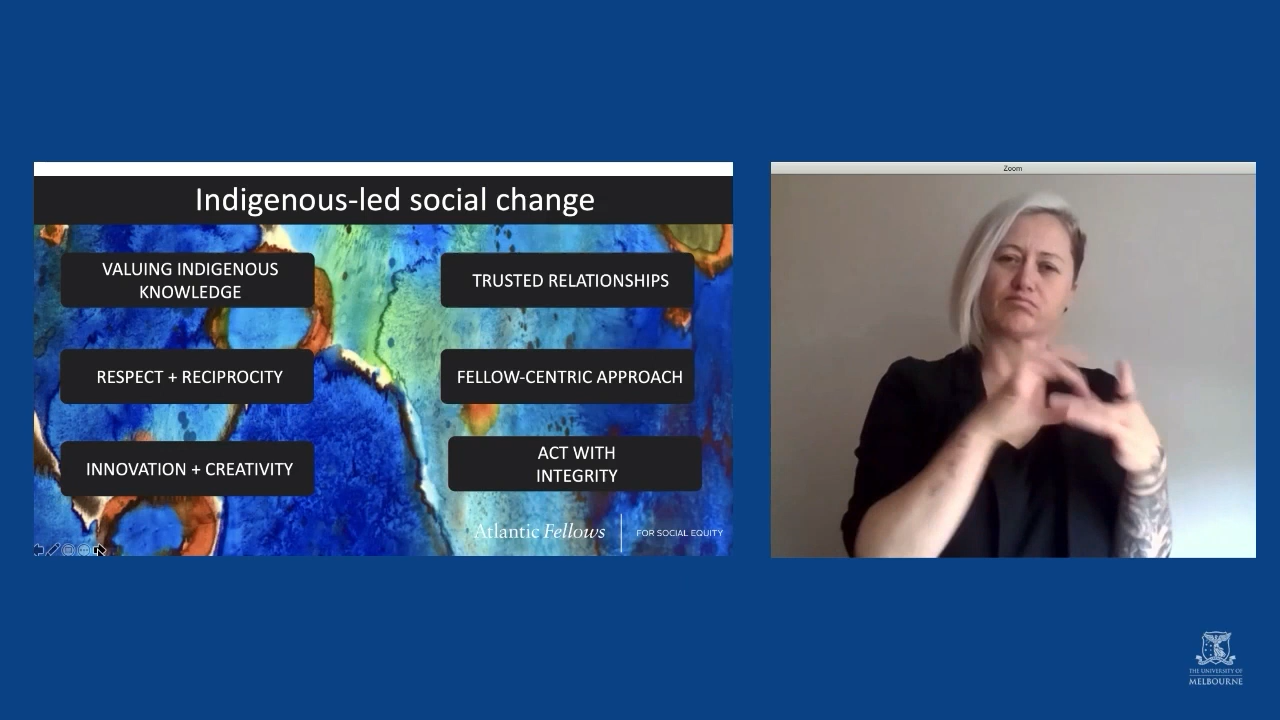 Zoom
Indigenous-led social change
VALUING INDIGENOUS
KNOWLEDGE
TRUSTED RELATIONSHIPS
RESPECT + RECIPROCITY
FELLOW-CENTRIC APPROACH
INNOVATION + CREATIVITY
ACT WITH
INTEGRITY
Atlantic Fellows
FOR SOCIAL EQUITY
THE UNIVERSITY OF
MELBOURNE